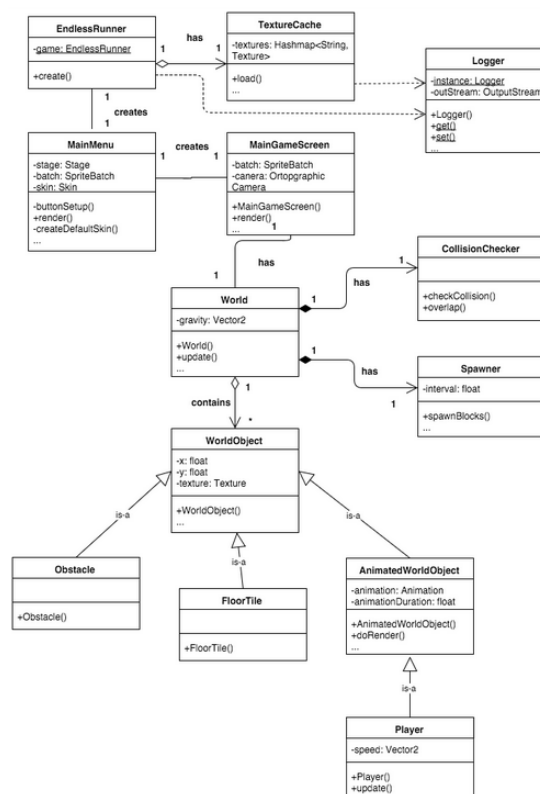 EndlessRunner
-game: EndlessRunner
+create()
1
has
1
TextureCache
-textures: Hashmap<String,
Texture>
+load()
...
Logger
-instance: Logger
-outStream: OutputStream
+Logger()
+get()
+set()
...
1
creates
1
MainMenu
-stage: Stage
-batch: SpriteBatch
-skin: Skin
-buttonSetup()
+render()
-createDefaultSkin()
...
1
creates
1
MainGameScreen
-batch: SpriteBatch
-canera: Ortopgraphic
Camera
+MainGameScreen()
+render()
...
1
has
1
World
-gravity: Vector2
+World()
+update()
...
1
has
1
CollisionChecker
+checkCollision()
+overlap()
1
has
1
Spawner
-interval: float
+spawnBlocks()
...
1
contains
*
WorldObject
-x: float
-y: float
-texture: Texture
+WorldObject()
...
is-a
is-a
is-a
Obstacle
+Obstacle()
FloorTile
+FloorTile()
AnimatedWorldObject
-animation: Animation
-animationDuration: float
+AnimatedWorldObject()
+doRender()
...
is-a
Player
-speed: Vector2
+Player()
+update()